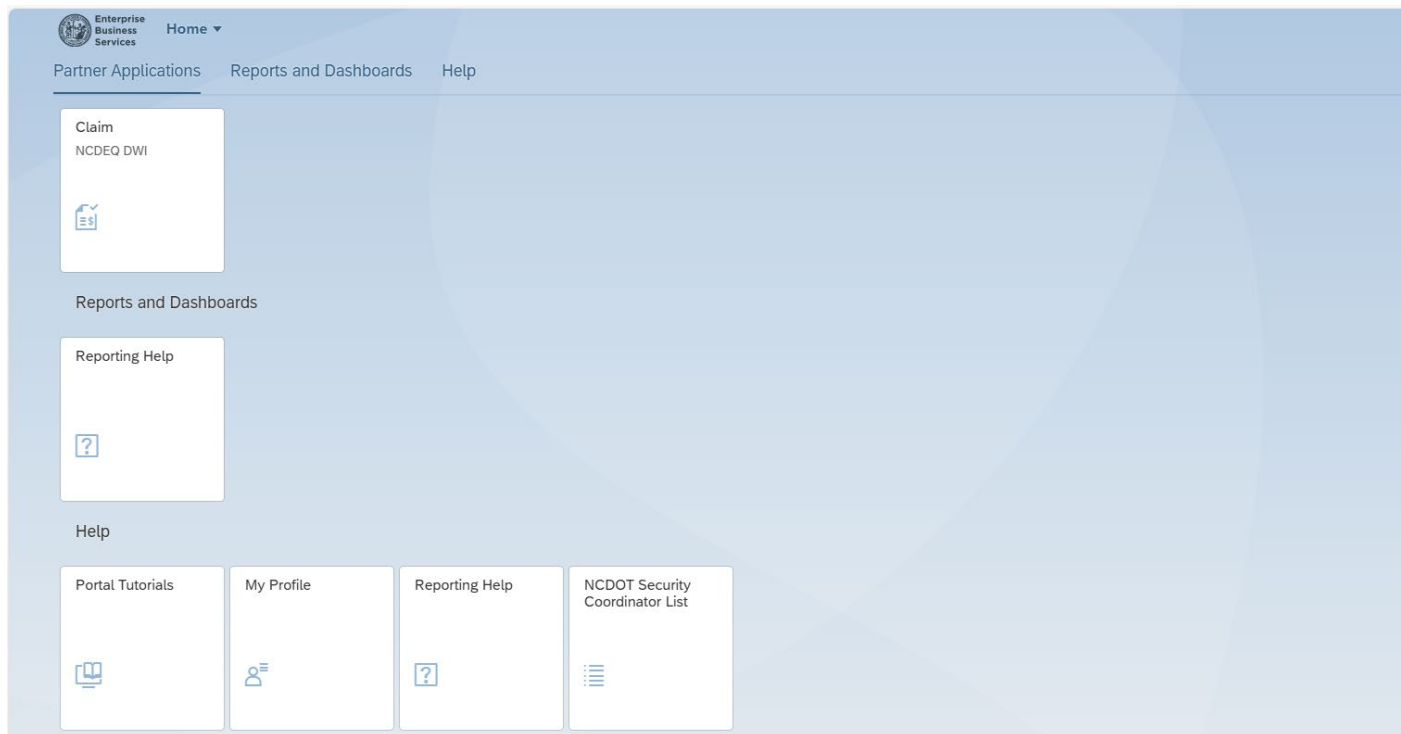 Enterprise
Business
Services
Home
Partner Applications Reports and Dashboards Help
Claim
NCDEQ DWI
Reports and Dashboards
Reporting Help
Help
Portal Tutorials
My Profile
Reporting Help
NCDOT Security
Coordinator List